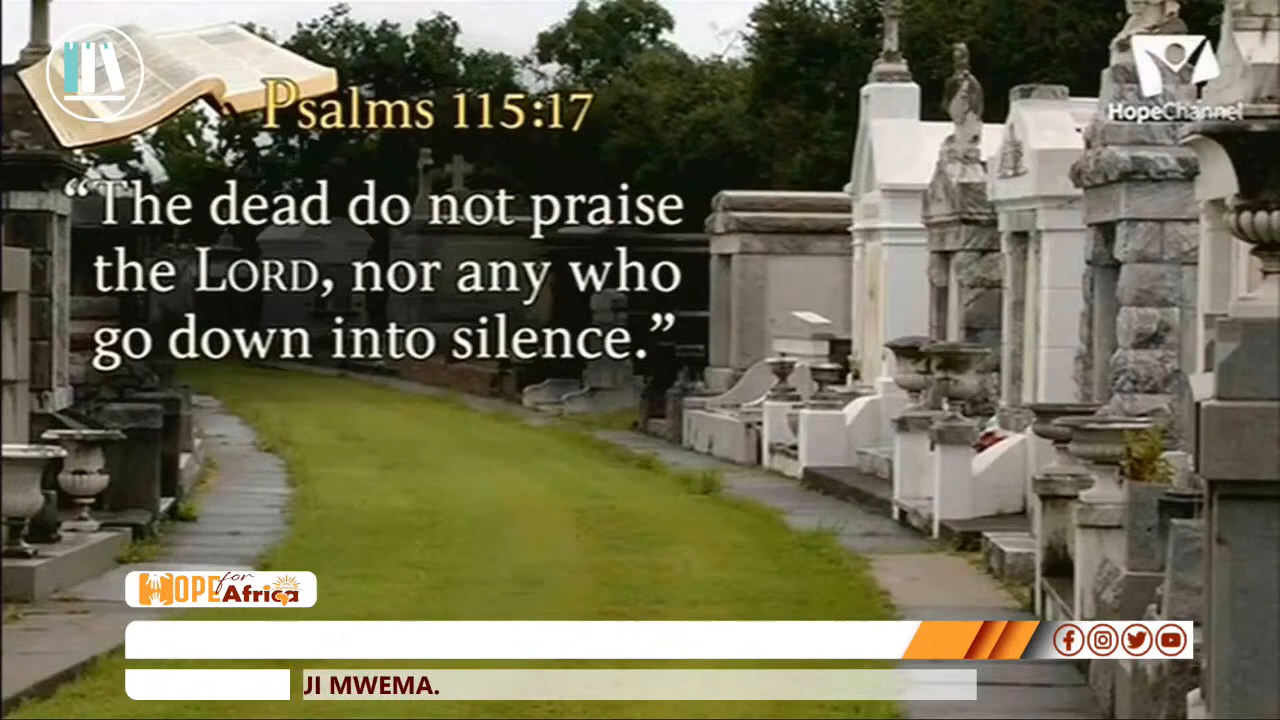 Psalms 115:17
HopeChannel
“The dead do not praise
the LORD, nor any who
go down into silence.”
HOPE for
Africa
JI MWEMA.